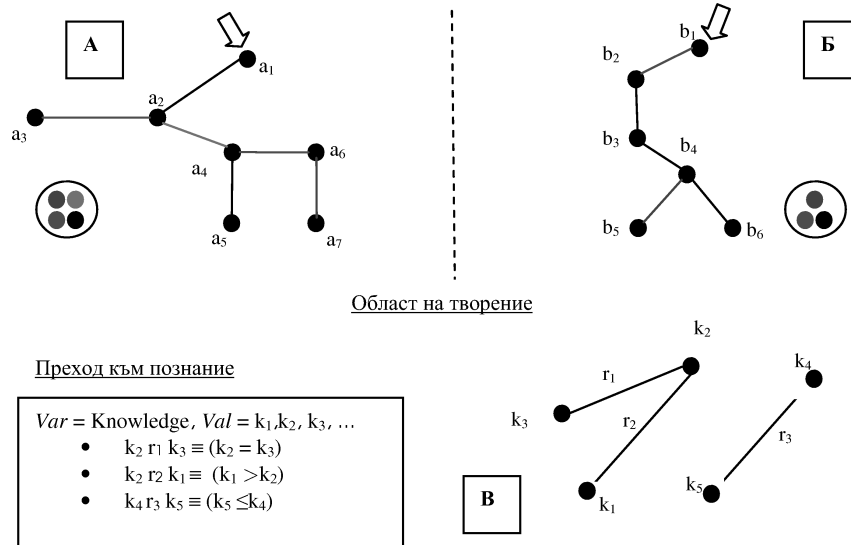 А
a₁
a₂
a₃
a₄
a₆
a₅
a₇
Б
b₁
b₂
b₃
b₄
b₅
b₆
Област на творение
Преход към познание
Var = Knowledge, Val = k₁,k₂, k₃, …
• k₂ r₁ k₃ ≡ (k₂ = k₃)
• k₂ r₂ k₁ ≡ (k₁ >k₂)
• k₄ r₃ k₅ ≡ (k₅ ≤k₄)
k₂
r₁
k₃
r₂
k₁
k₄
r₃
k₅
В